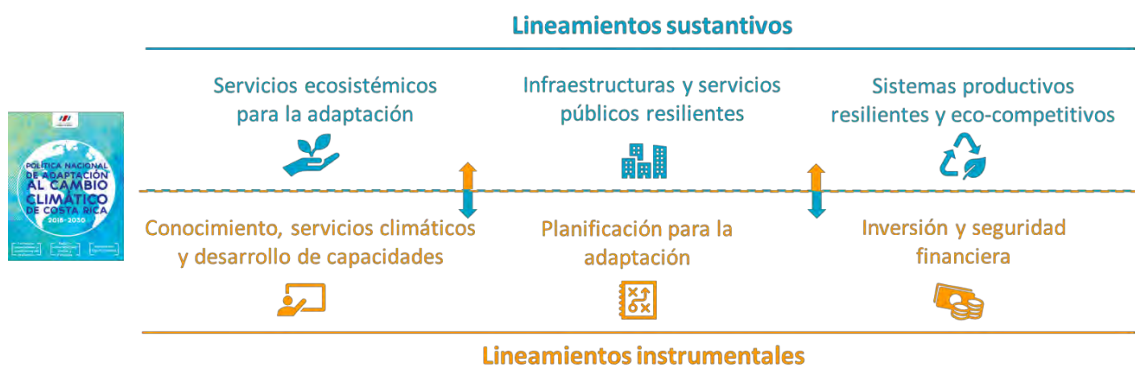 Lineamientos sustantivos
Servicios ecosistémicos
para la adaptación
Infraestructuras y servicios
públicos resilientes
Sistemas productivos
resilientes y eco-competitivos
POLÍTICA NACIONAL
DE ADAPTACIÓN
AL CAMBIO
CLIMÁTICO
DE COSTA RICA
2018-2030
Conocimiento, servicios climáticos
y desarrollo de capacidades
Planificación para la
adaptación
Inversión y seguridad
financiera
Lineamientos instrumentales